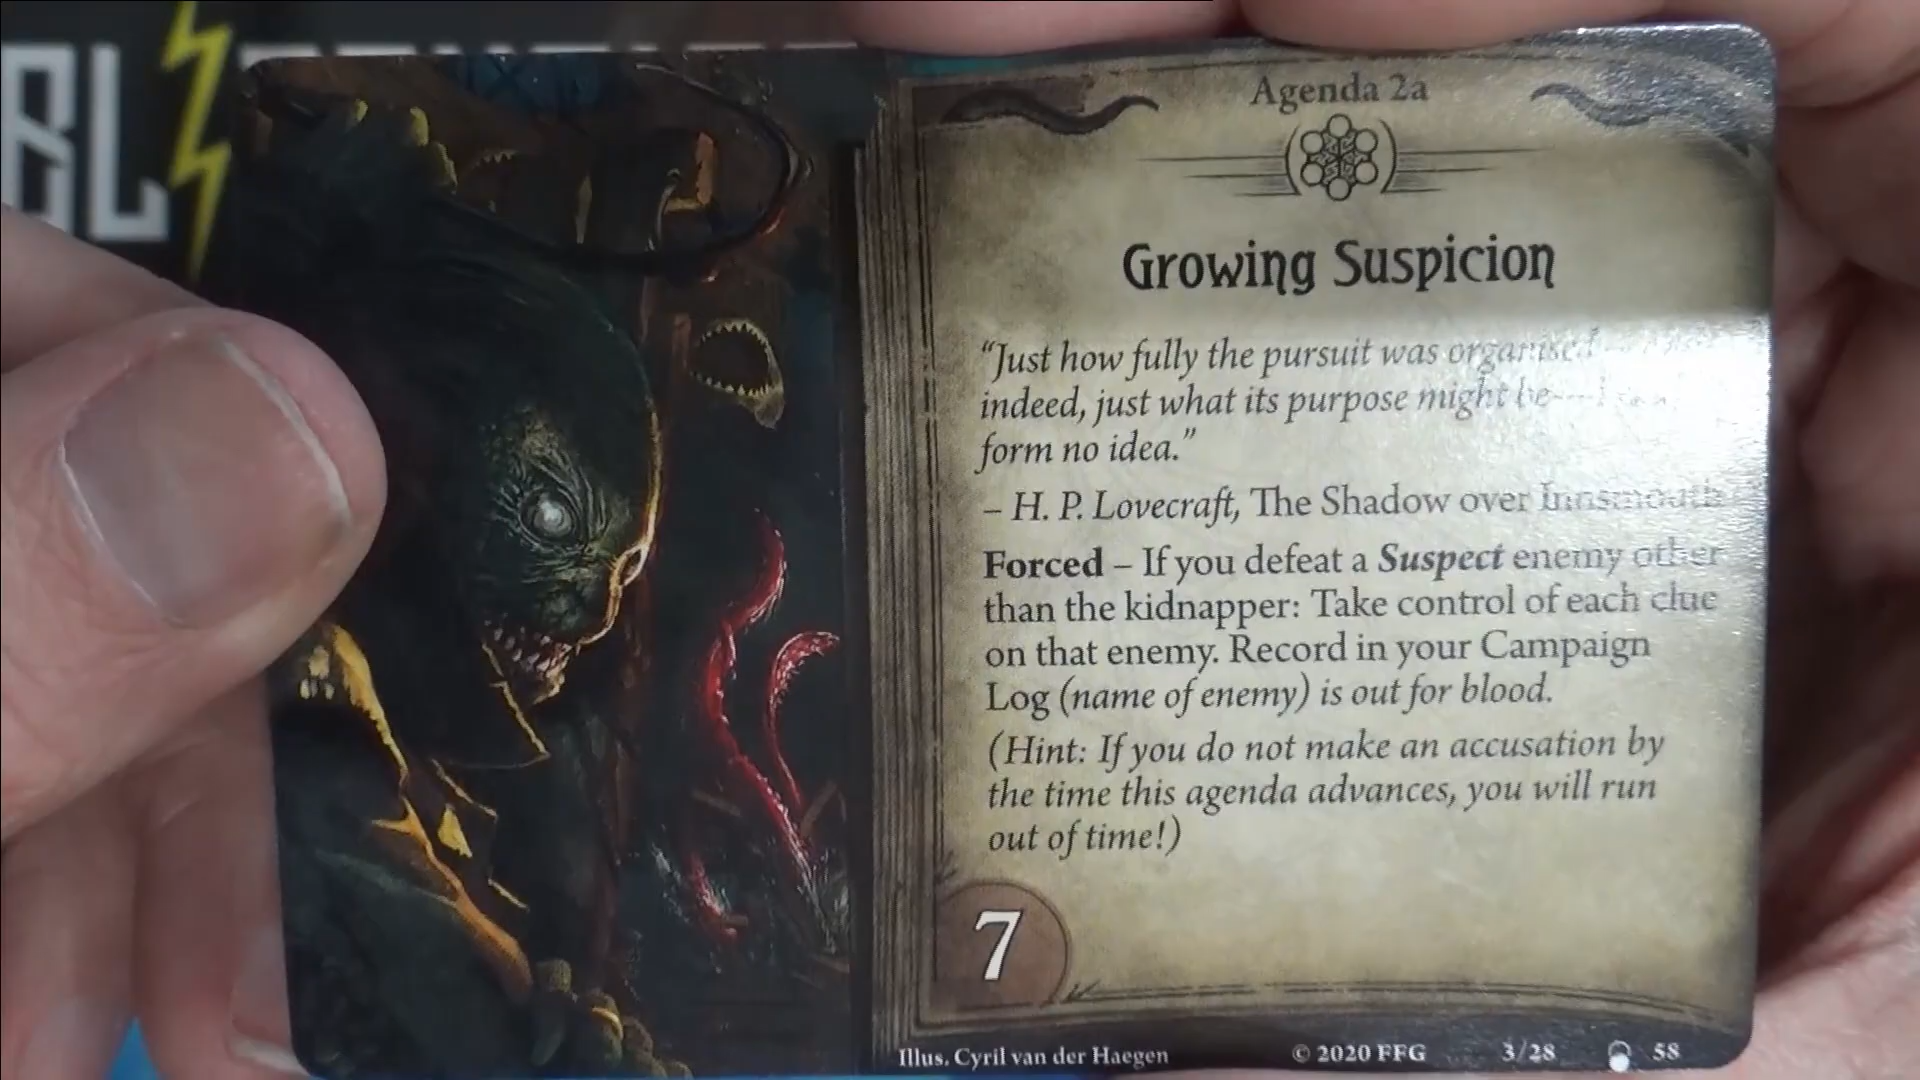 BL
Agenda 2a
Growing Suspicion
“Just how fully the pursuit was organised
indeed, just what its purpose might be—I
form no idea.”
– H. P. Lovecraft, The Shadow over Innsmouth
Forced – If you defeat a Suspect enemy other
than the kidnapper: Take control of each clue
on that enemy. Record in your Campaign
Log (name of enemy) is out for blood.
(Hint: If you do not make an accusation by
the time this agenda advances, you will run
out of time!)
7
Illus. Cyril van der Haegen
© 2020 FFG
3/28
58